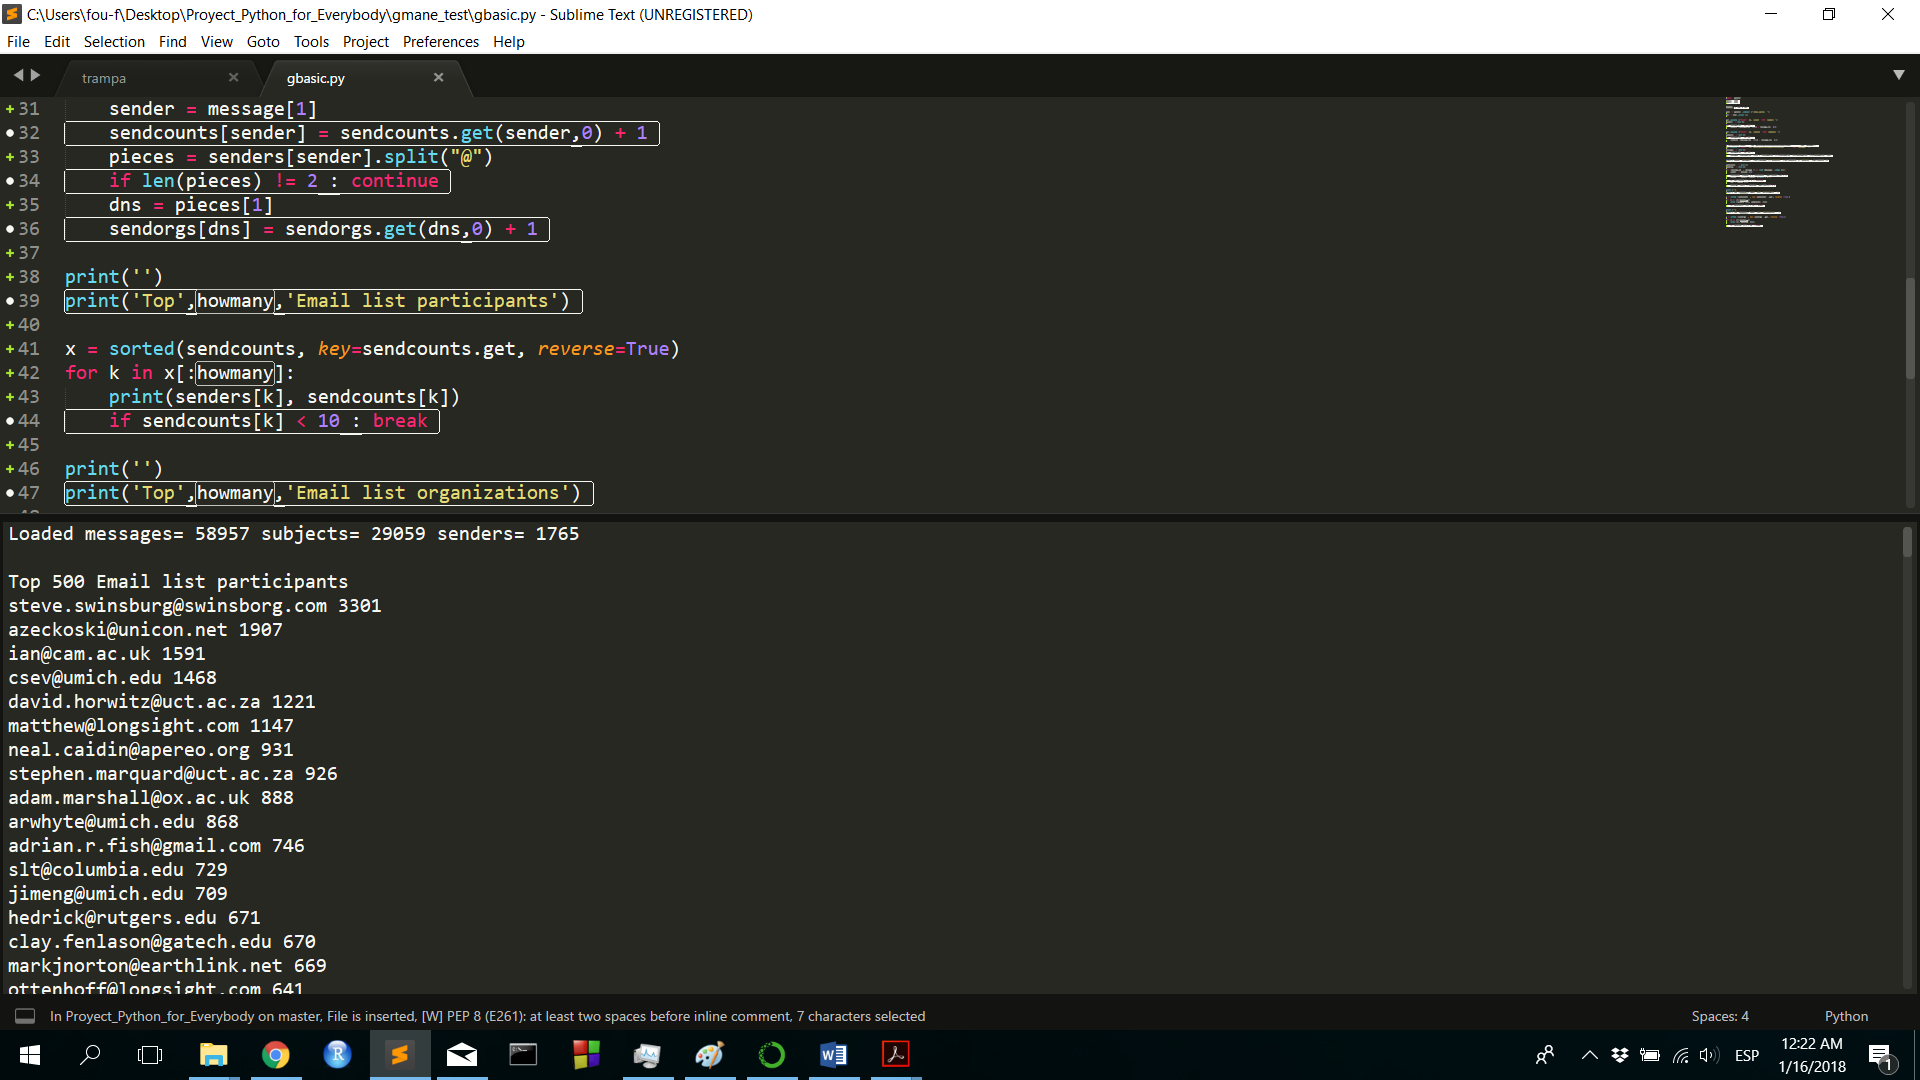 C:\Users\fou-f\Desktop\Proyect_Python_for_Everybody\gmane_test\gbasic.py - Sublime Text (UNREGISTERED)
File Edit Selection Find View Goto Tools Project Preferences Help
trampa gbasic.py
31 sender = message[1]
32 sendcounts[sender] = sendcounts.get(sender,0) + 1
33 pieces = senders[sender].split("@")
34 if len(pieces) != 2 : continue
35 dns = pieces[1]
36 sendorgs[dns] = sendorgs.get(dns,0) + 1
37
38 print('')
39 print('Top',howmany,'Email list participants')
40
41 x = sorted(sendcounts, key=sendcounts.get, reverse=True)
42 for k in x[:howmany]:
43 print(senders[k], sendcounts[k])
44 if sendcounts[k] < 10 : break
45
46 print('')
47 print('Top',howmany,'Email list organizations')
Loaded messages= 58957 subjects= 29059 senders= 1765
Top 500 Email list participants
steve.swinsburg@swinsborg.com 3301
azeckoski@unicon.net 1907
ian@cam.ac.uk 1591
csev@umich.edu 1468
david.horwitz@uct.ac.za 1221
matthew@longsight.com 1147
neal.caidin@apereo.org 931
stephen.marquard@uct.ac.za 926
adam.marshall@ox.ac.uk 888
arwhyte@umich.edu 868
adrian.r.fish@gmail.com 746
slt@columbia.edu 729
jimeng@umich.edu 709
hedrick@rutgers.edu 671
clay.fenlason@gatech.edu 670
markjnorton@earthlink.net 669
ottenhoff@longsight.com 641
In Proyect_Python_for_Everybody on master, File is inserted, [W] PEP 8 (E261): at least two spaces before inline comment, 7 characters selected Spaces: 4 Python
ESP 12:22 AM
1/16/2018 1